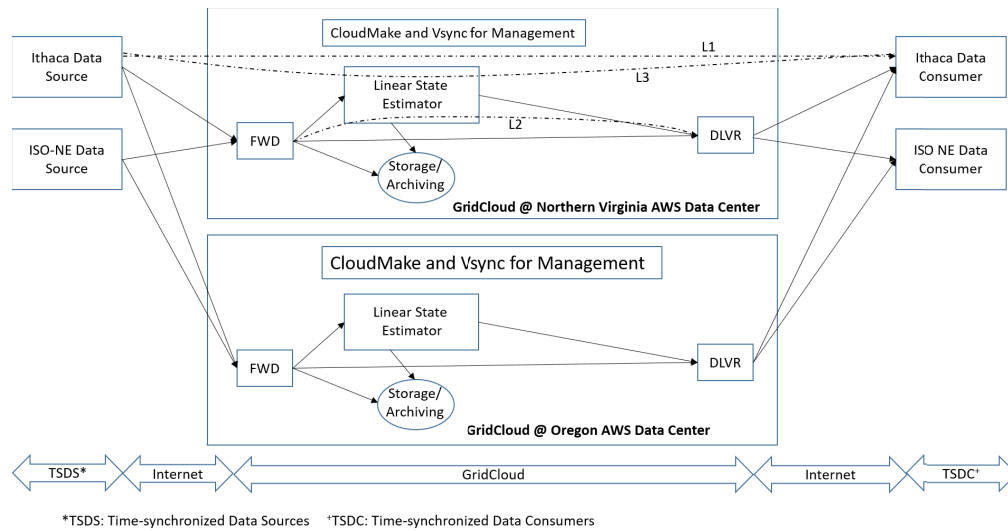 CloudMake and Vsync for Management
Ithaca Data
Source
L1
Ithaca Data
Consumer
L3
Linear State
Estimator
L2
FWD
DLVR
ISO-NE Data
Source
ISO NE Data
Consumer
Storage/
Archiving
GridCloud @ Northern Virginia AWS Data Center
CloudMake and Vsync for Management
Linear State
Estimator
FWD
DLVR
Storage/
Archiving
GridCloud @ Oregon AWS Data Center
TSDS*
Internet
GridCloud
Internet
TSDC⁺
*TSDS: Time-synchronized Data Sources ⁺TSDC: Time-synchronized Data Consumers